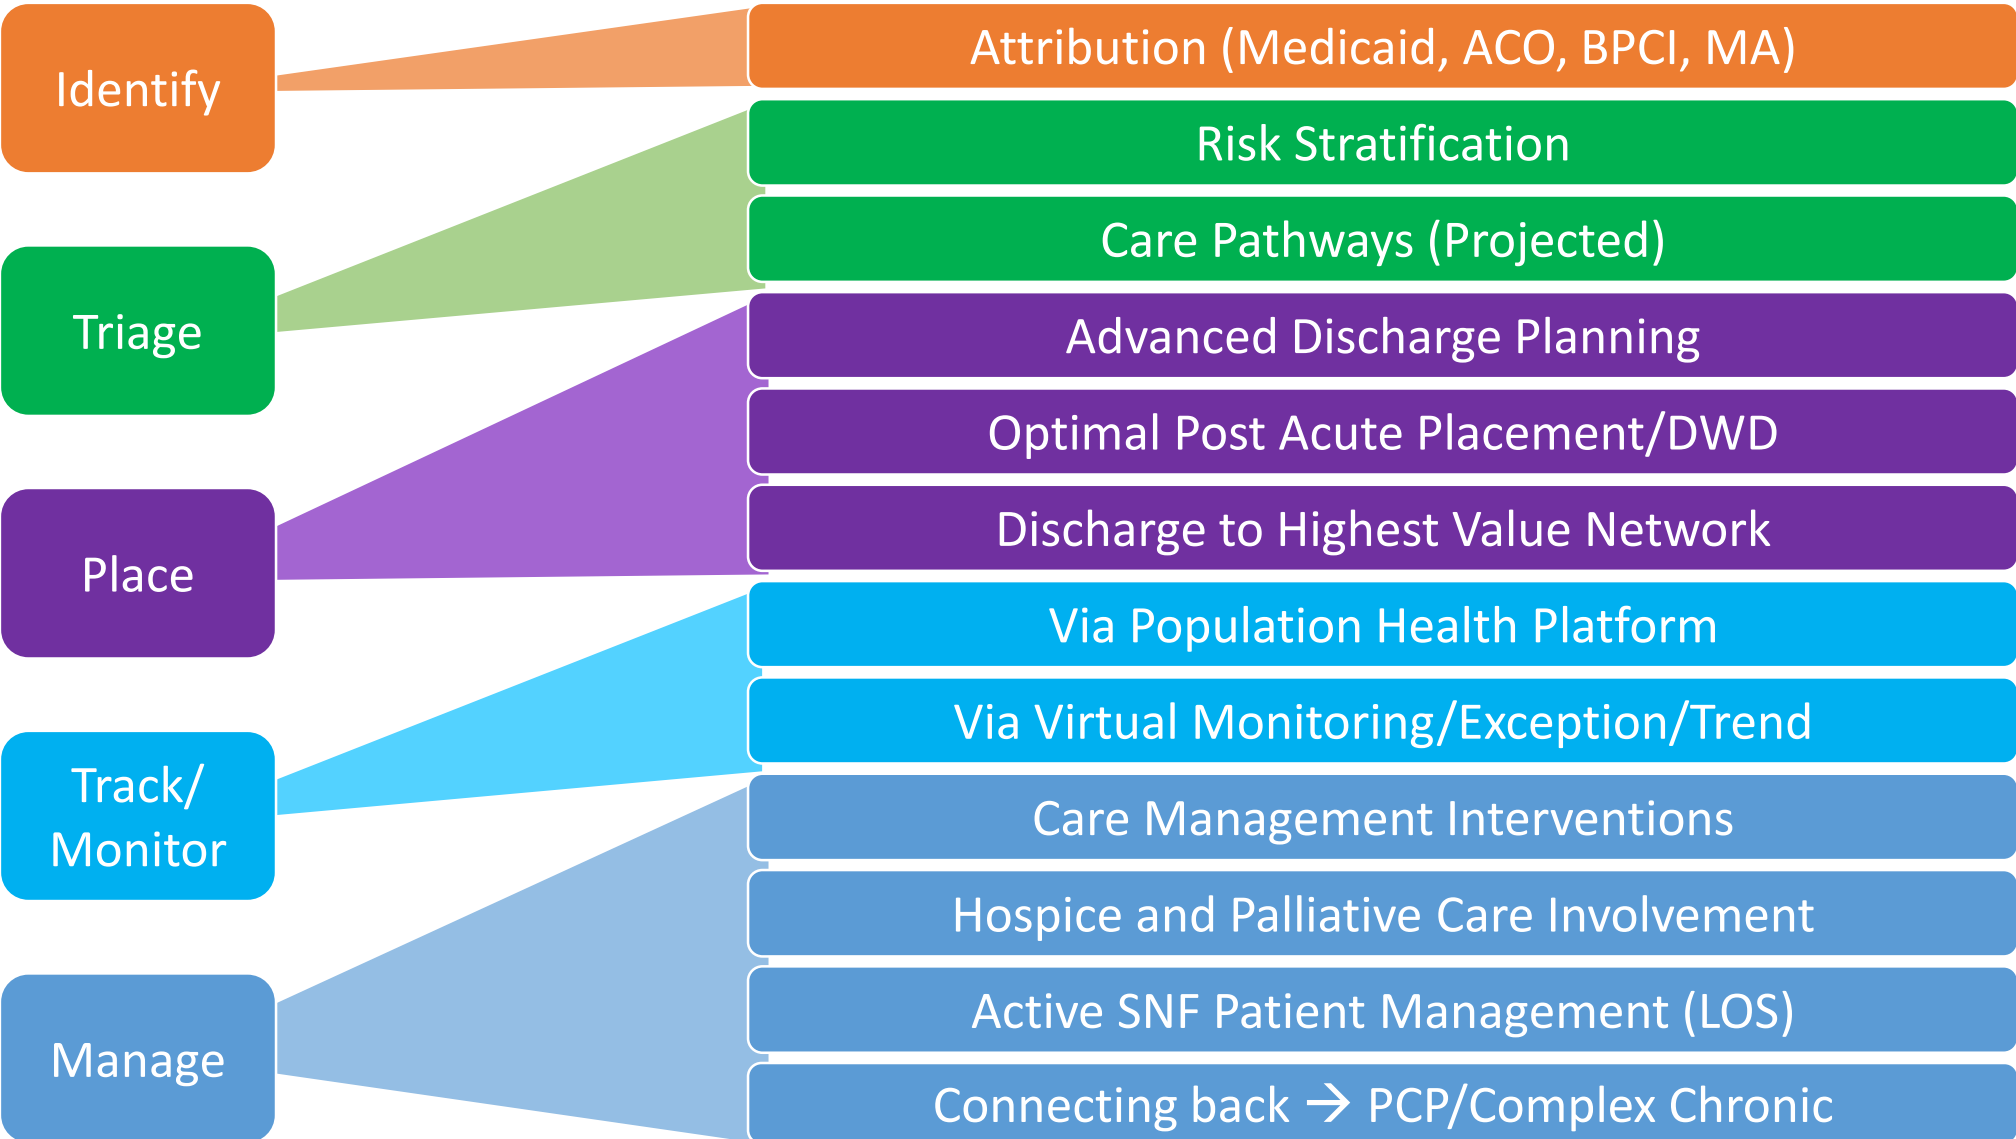 Identify
Attribution (Medicaid, ACO, BPCI, MA)
Triage
Risk Stratification
Care Pathways (Projected)
Place
Advanced Discharge Planning
Optimal Post Acute Placement/DWD
Discharge to Highest Value Network
Track/
Monitor
Via Population Health Platform
Via Virtual Monitoring/Exception/Trend
Manage
Care Management Interventions
Hospice and Palliative Care Involvement
Active SNF Patient Management (LOS)
Connecting back → PCP/Complex Chronic